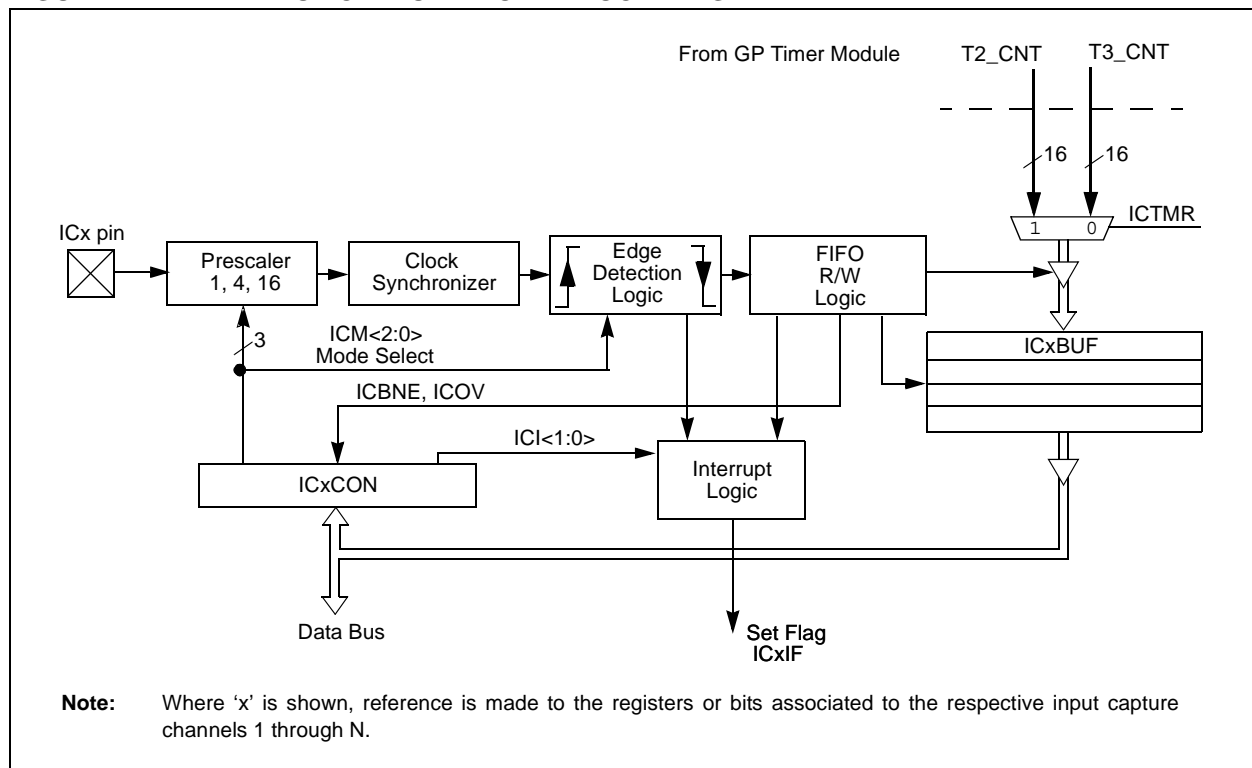 From GP Timer Module
T2_CNT
T3_CNT
16
16
ICx pin
1 0
ICTMR
Prescaler
1, 4, 16
Clock
Synchronizer
Edge
Detection
Logic
FIFO
R/W
Logic
3
ICM<2:0>
Mode Select
ICxBUF
ICBNE, ICOV
ICI<1:0>
ICxCON
Interrupt
Logic
Data Bus
Set Flag
ICxIF
Note: Where ‘x’ is shown, reference is made to the registers or bits associated to the respective input capture
channels 1 through N.